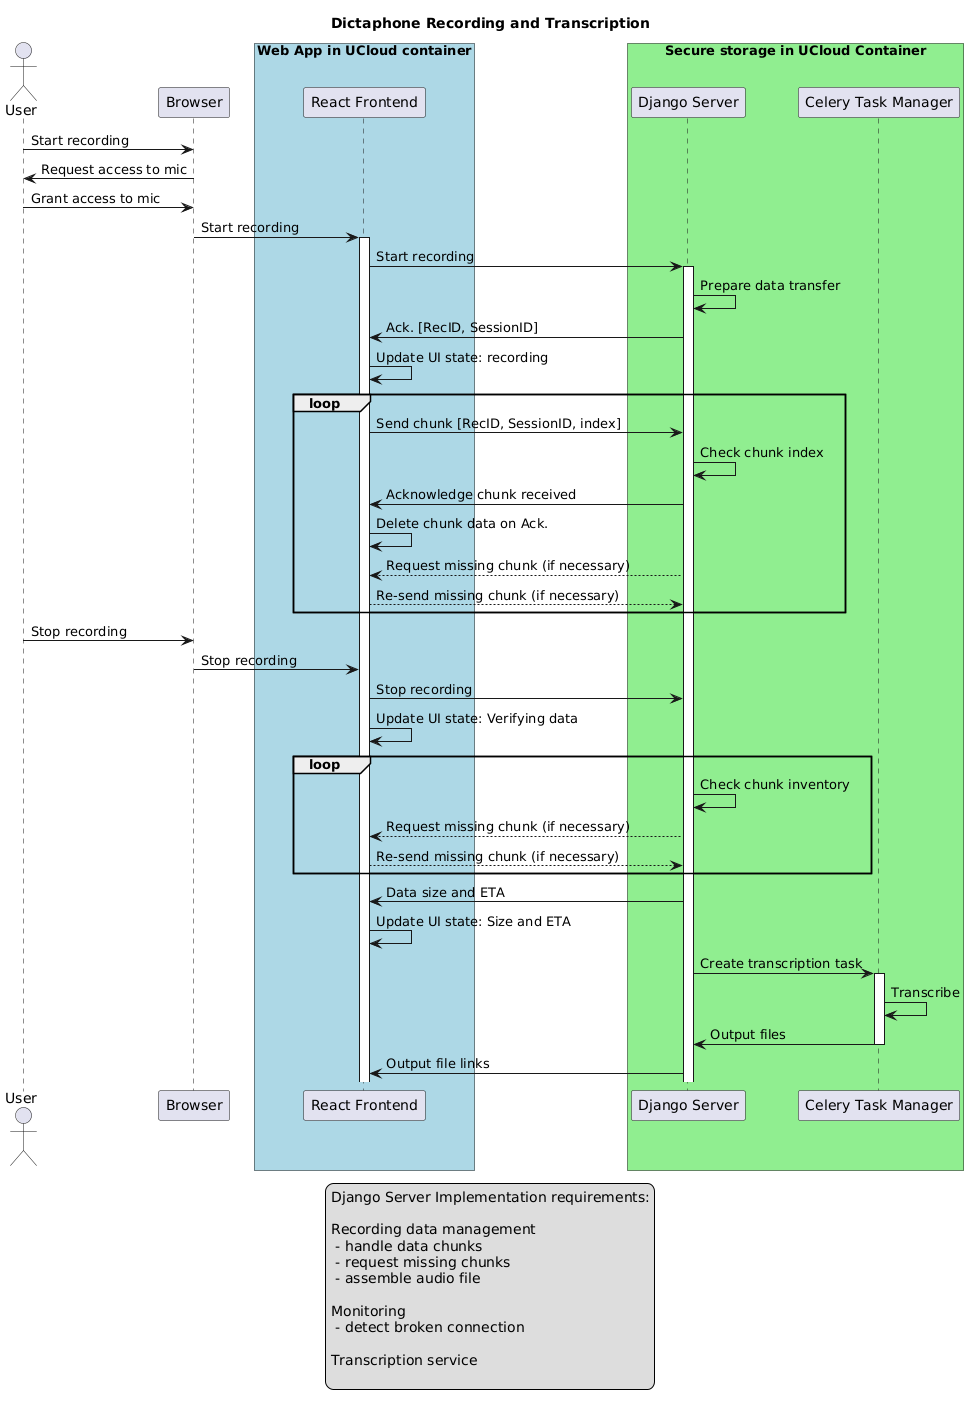 Dictaphone Recording and Transcription
Web App in UCloud container
Secure storage in UCloud Container
User
Browser
React Frontend
Django Server
Celery Task Manager
Start recording
Request access to mic
Grant access to mic
Start recording
Start recording
Prepare data transfer
Ack. [RecID, SessionID]
Update UI state: recording
loop
Send chunk [RecID, SessionID, index]
Check chunk index
Acknowledge chunk received
Delete chunk data on Ack.
Request missing chunk (if necessary)
Re-send missing chunk (if necessary)
Stop recording
Stop recording
Stop recording
Update UI state: Verifying data
loop
Check chunk inventory
Request missing chunk (if necessary)
Re-send missing chunk (if necessary)
Data size and ETA
Update UI state: Size and ETA
Create transcription task
Transcribe
Output files
Output file links
User
Browser
React Frontend
Django Server
Celery Task Manager
Django Server Implementation requirements:
Recording data management
- handle data chunks
- request missing chunks
- assemble audio file
Monitoring
- detect broken connection
Transcription service